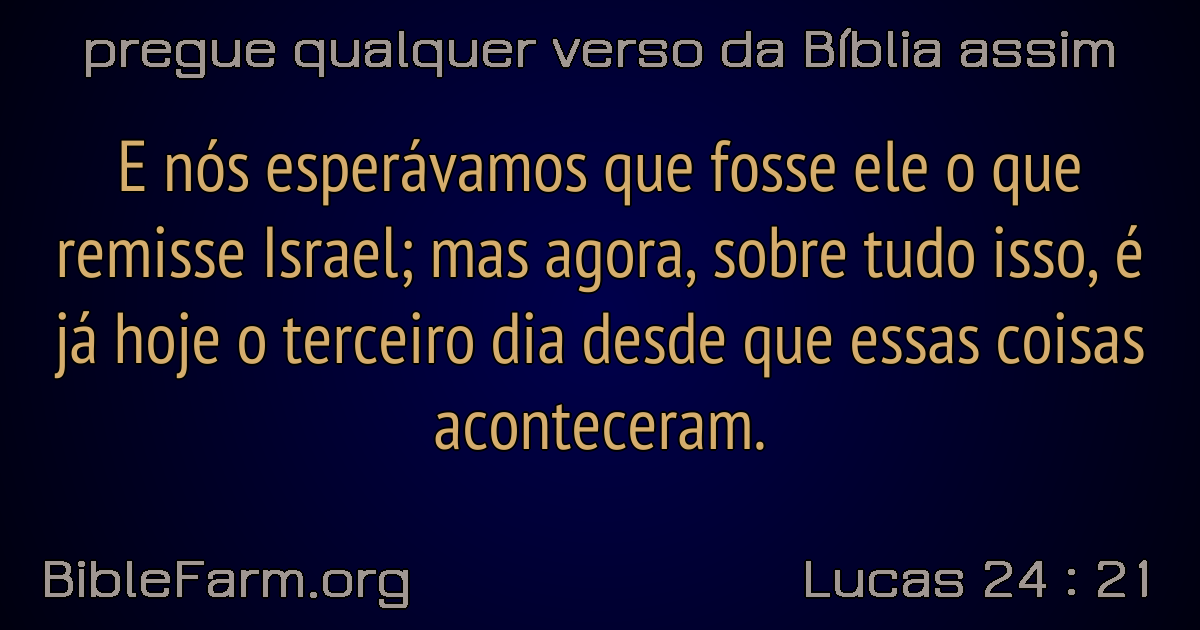 pregue qualquer verso da Bíblia assim
E nós esperávamos que fosse ele o que
remisse Israel; mas agora, sobre tudo isso, é
já hoje o terceiro dia desde que essas coisas
aconteceram.
BibleFarm.org
Lucas 24 : 21